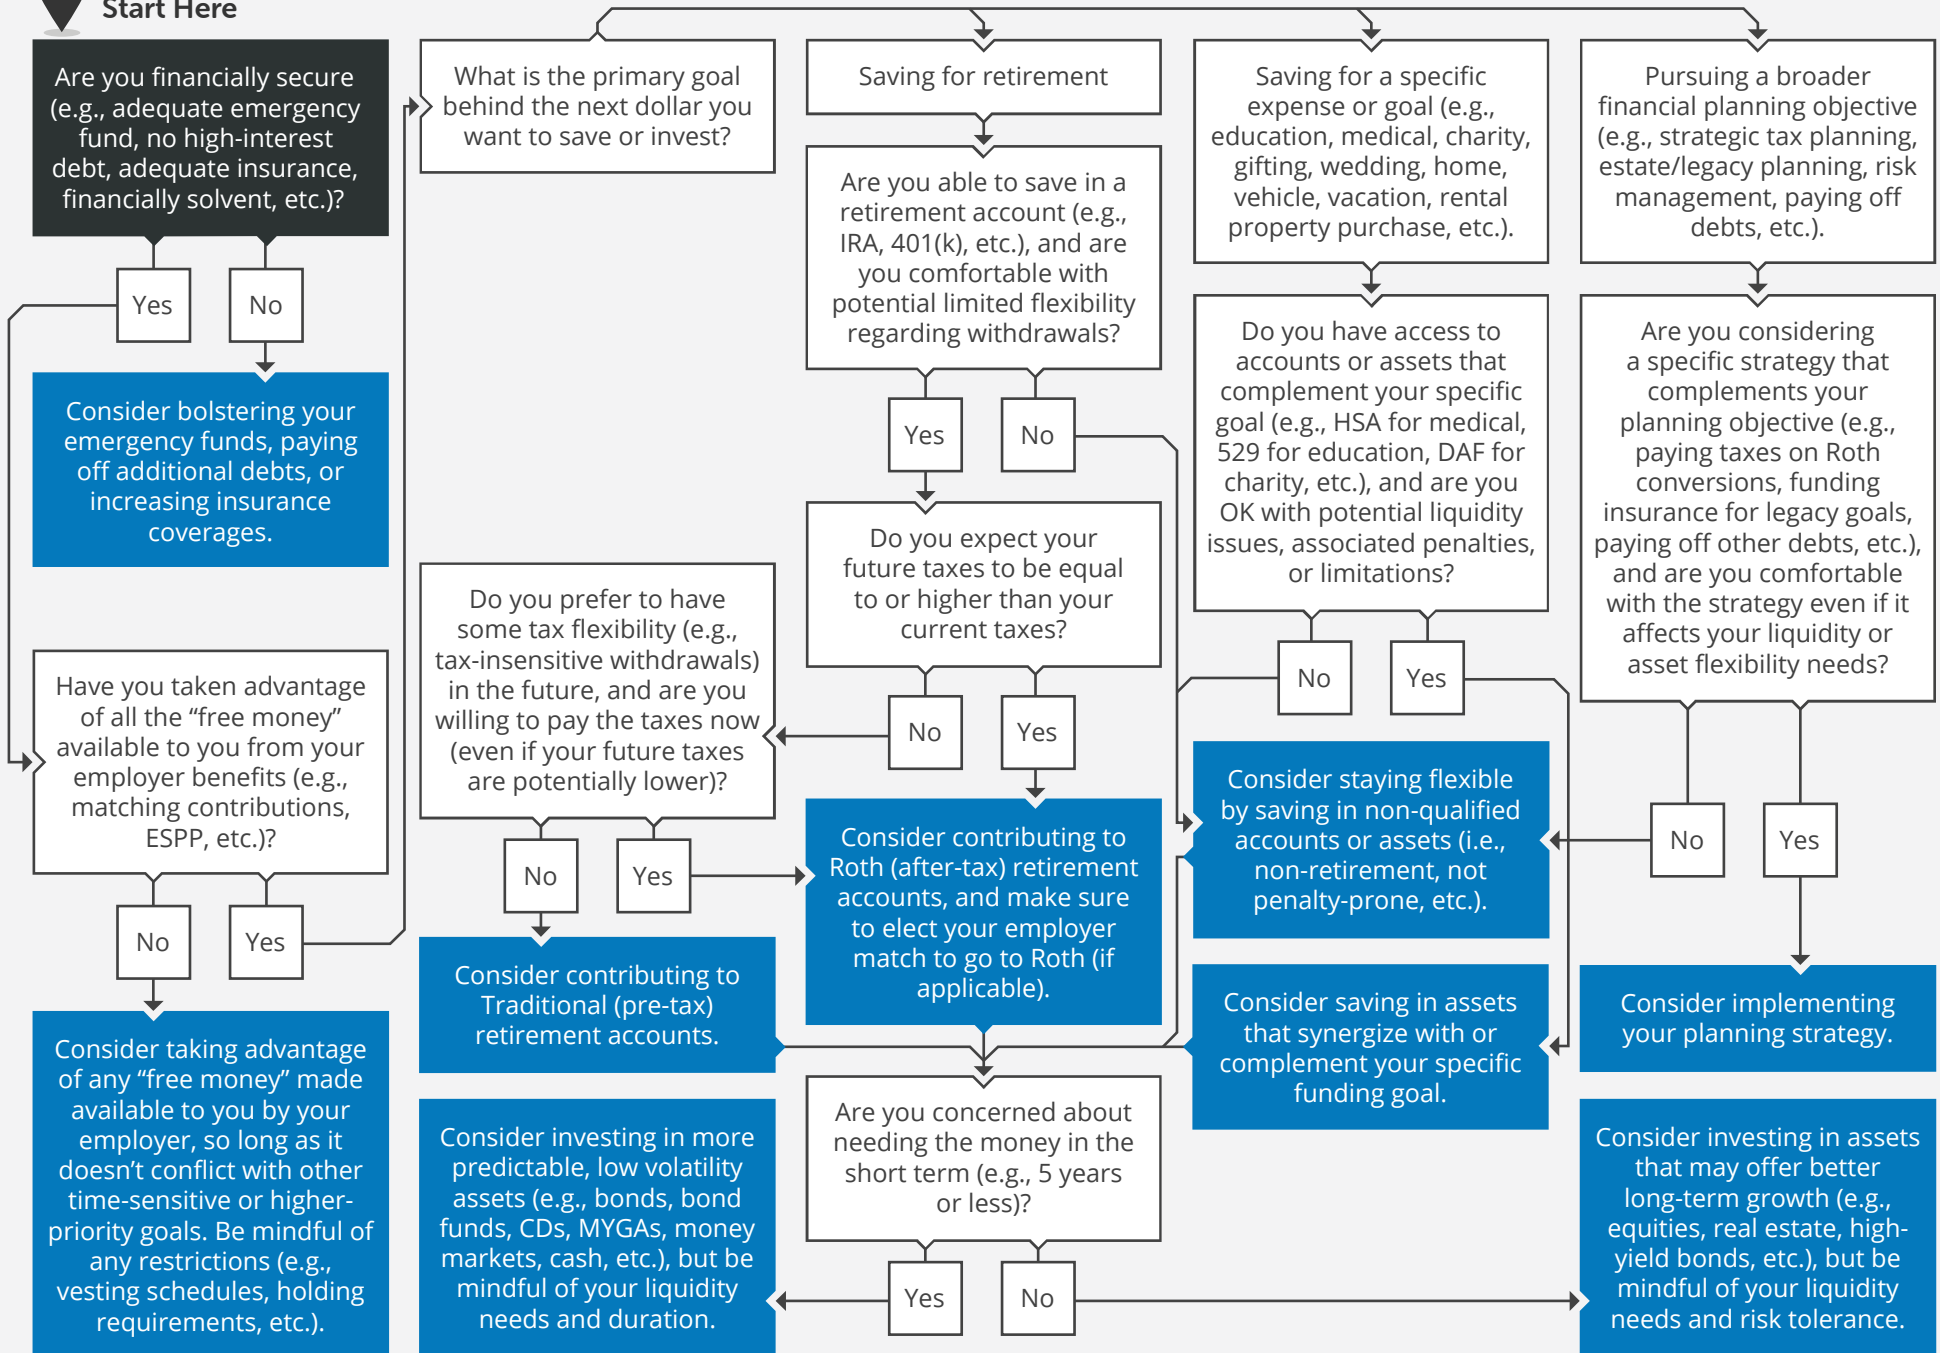 Start Here
Are you financially secure
(e.g., adequate emergency
fund, no high-interest
debt, adequate insurance,
financially solvent, etc.)?
Yes
No
Consider bolstering your
emergency funds, paying
off additional debts, or
increasing insurance
coverages.
Have you taken advantage
of all the “free money”
available to you from your
employer benefits (e.g.,
matching contributions,
ESPP, etc.)?
No
Yes
Consider taking advantage
of any “free money” made
available to you by your
employer, so long as it
doesn’t conflict with other
time-sensitive or higher-
priority goals. Be mindful of
any restrictions (e.g.,
vesting schedules, holding
requirements, etc.).
What is the primary goal
behind the next dollar you
want to save or invest?
Saving for retirement
Are you able to save in a
retirement account (e.g.,
IRA, 401(k), etc.), and are
you comfortable with
potential limited flexibility
regarding withdrawals?
Yes
No
Do you expect your
future taxes to be equal
to or higher than your
current taxes?
No
Yes
Do you prefer to have
some tax flexibility (e.g.,
tax-insensitive withdrawals)
in the future, and are you
willing to pay the taxes now
(even if your future taxes
are potentially lower)?
No
Yes
Consider contributing to
Traditional (pre-tax)
retirement accounts.
Consider contributing to
Roth (after-tax) retirement
accounts, and make sure
to elect your employer
match to go to Roth (if
applicable).
Saving for a specific
expense or goal (e.g.,
education, medical, charity,
gifting, wedding, home,
vehicle, vacation, rental
property purchase, etc.).
Do you have access to
accounts or assets that
complement your specific
goal (e.g., HSA for medical,
529 for education, DAF for
charity, etc.), and are you
OK with potential liquidity
issues, associated penalties,
or limitations?
No
Yes
Consider staying flexible
by saving in non-qualified
accounts or assets (i.e.,
non-retirement, not
penalty-prone, etc.).
Consider saving in assets
that synergize with or
complement your specific
funding goal.
Pursuing a broader
financial planning objective
(e.g., strategic tax planning,
estate/legacy planning, risk
management, paying off
debts, etc.).
Are you considering
a specific strategy that
complements your
planning objective (e.g.,
paying taxes on Roth
conversions, funding
insurance for legacy goals,
paying off other debts, etc.),
and are you comfortable
with the strategy even if it
affects your liquidity or
asset flexibility needs?
No
Yes
Consider implementing
your planning strategy.
Are you concerned about
needing the money in the
short term (e.g., 5 years
or less)?
Yes
No
Consider investing in more
predictable, low volatility
assets (e.g., bonds, bond
funds, CDs, MYGAs, money
markets, cash, etc.), but be
mindful of your liquidity
needs and duration.
Consider investing in assets
that may offer better
long-term growth (e.g.,
equities, real estate, high-
yield bonds, etc.), but be
mindful of your liquidity
needs and risk tolerance.